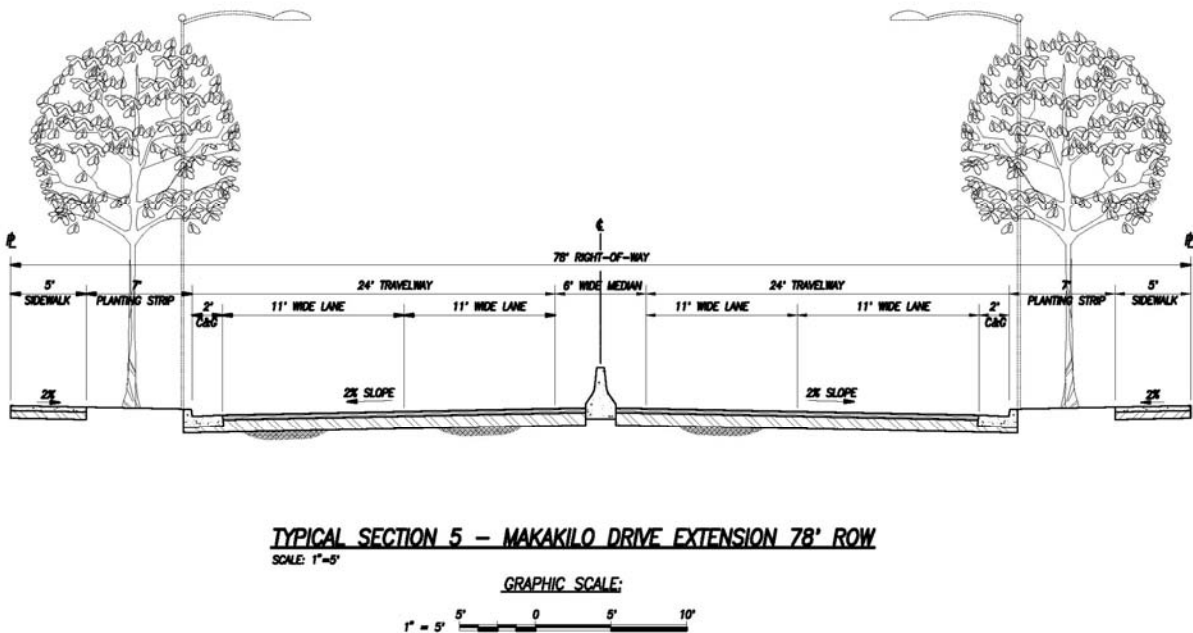 ℄
℞ ℞
78' RIGHT-OF-WAY
5' 7' 24' TRAVELWAY 6' WIDE MEDIAN 24' TRAVELWAY 7' 5'
SIDEWALK PLANTING STRIP 2' 11' WIDE LANE 11' WIDE LANE 11' WIDE LANE 11' WIDE LANE 2' PLANTING STRIP SIDEWALK
C&G C&G
2% 2% SLOPE 2% SLOPE 2%
TYPICAL SECTION 5 - MAKAKILO DRIVE EXTENSION 78' ROW
SCALE: 1"=5'
GRAPHIC SCALE:
1" = 5' 5' 0 5' 10'